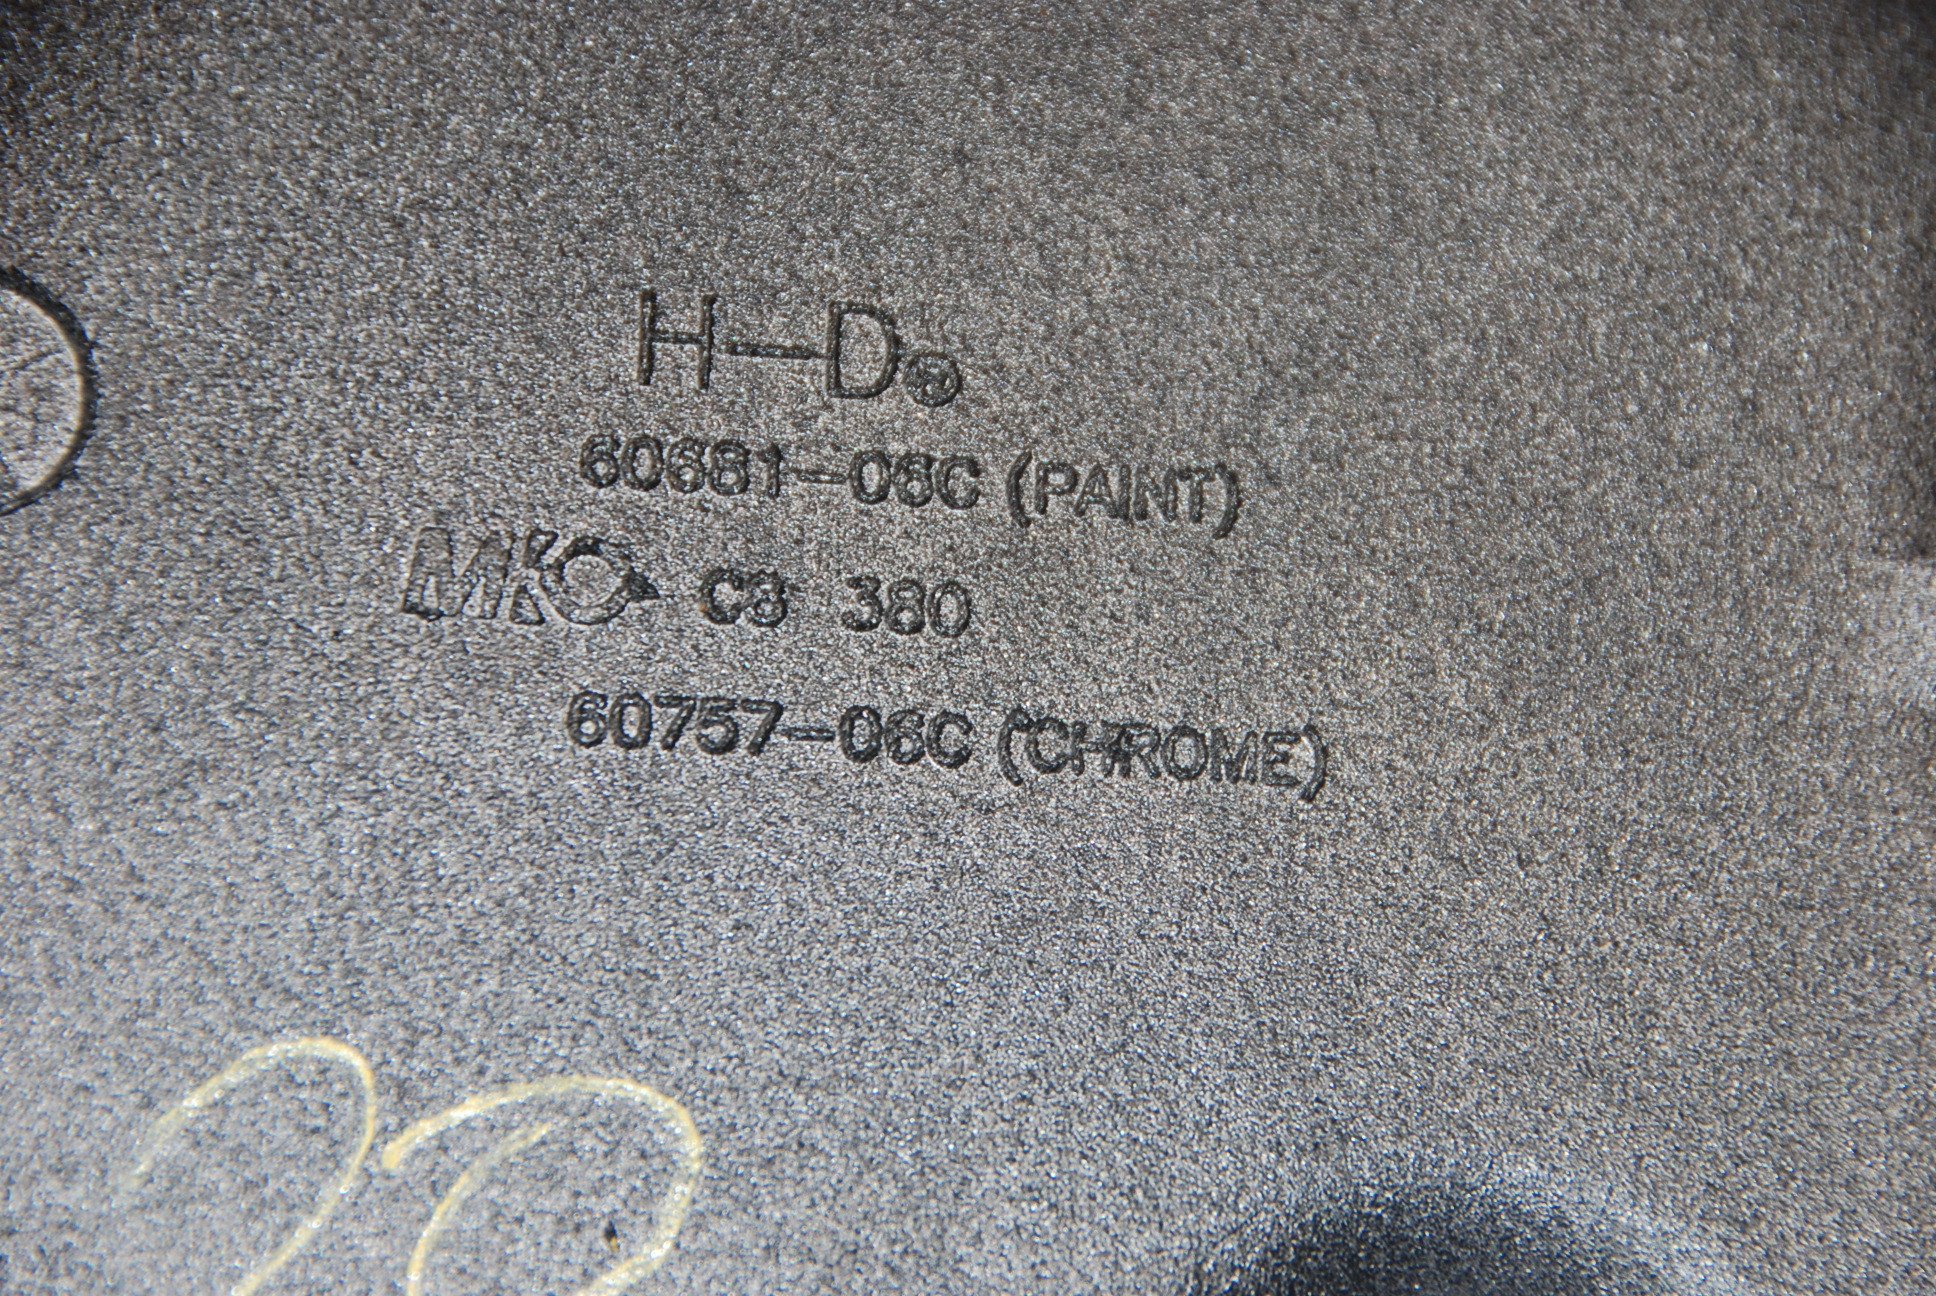 H-D®
60681-06C (PAINT)
MKO C8 380
60757-06C (CHROME)